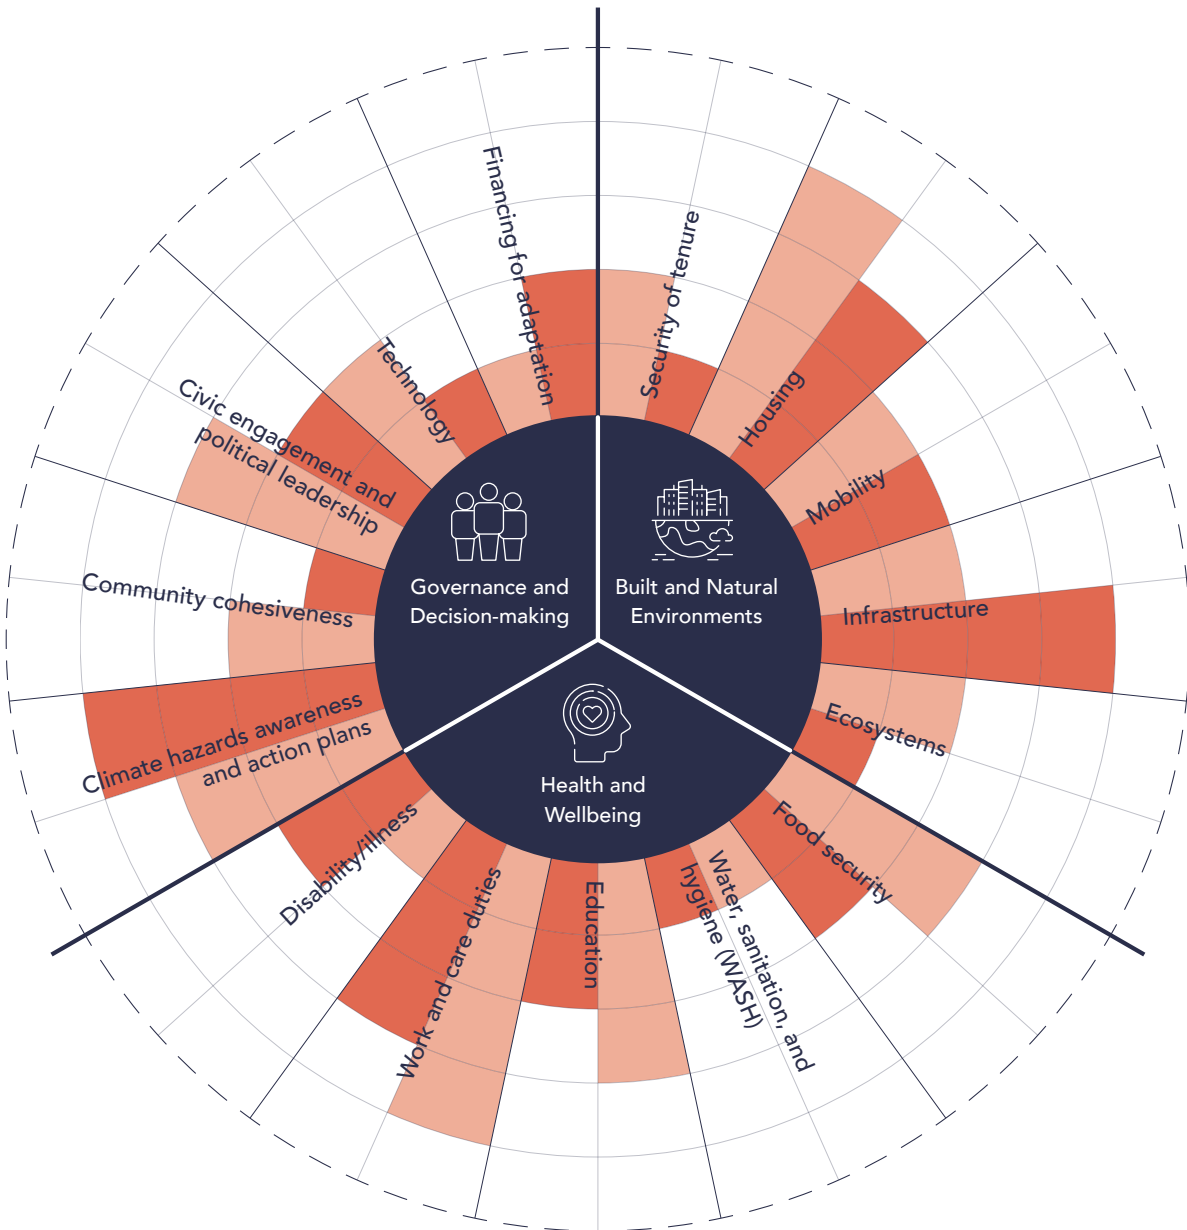 Financing for adaptation
Security of tenure
Housing
Mobility
Infrastructure
Ecosystems
Food security
Water, sanitation, and
hygiene (WASH)
Education
Work and care duties
Disability/illness
Climate hazards awareness
and action plans
Community cohesiveness
Civic engagement and
political leadership
Technology
Governance and
Decision-making
Built and Natural
Environments
Health and
Wellbeing